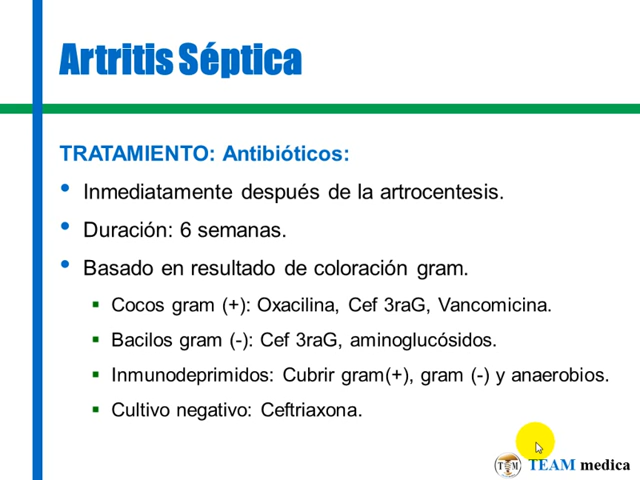 Artritis Séptica
TRATAMIENTO: Antibióticos:
• Inmediatamente después de la artrocentesis.
• Duración: 6 semanas.
• Basado en resultado de coloración gram.
▪ Cocos gram (+): Oxacilina, Cef 3raG, Vancomicina.
▪ Bacilos gram (-): Cef 3raG, aminoglucósidos.
▪ Inmunodeprimidos: Cubrir gram(+), gram (-) y anaerobios.
▪ Cultivo negativo: Ceftriaxona.
TM TEAM medica